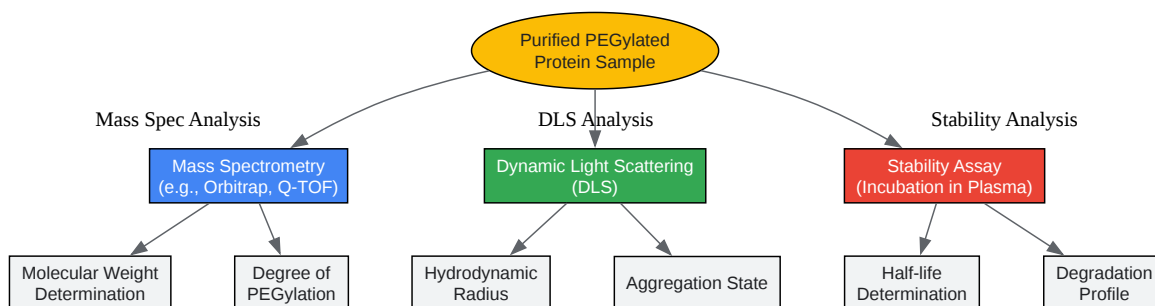 Purified PEGylated
Protein Sample
Mass Spec Analysis
DLS Analysis
Stability Analysis
Mass Spectrometry
(e.g., Orbitrap, Q-TOF)
Dynamic Light Scattering
(DLS)
Stability Assay
(Incubation in Plasma)
Molecular Weight
Determination
Degree of
PEGylation
Hydrodynamic
Radius
Aggregation State
Half-life
Determination
Degradation
Profile